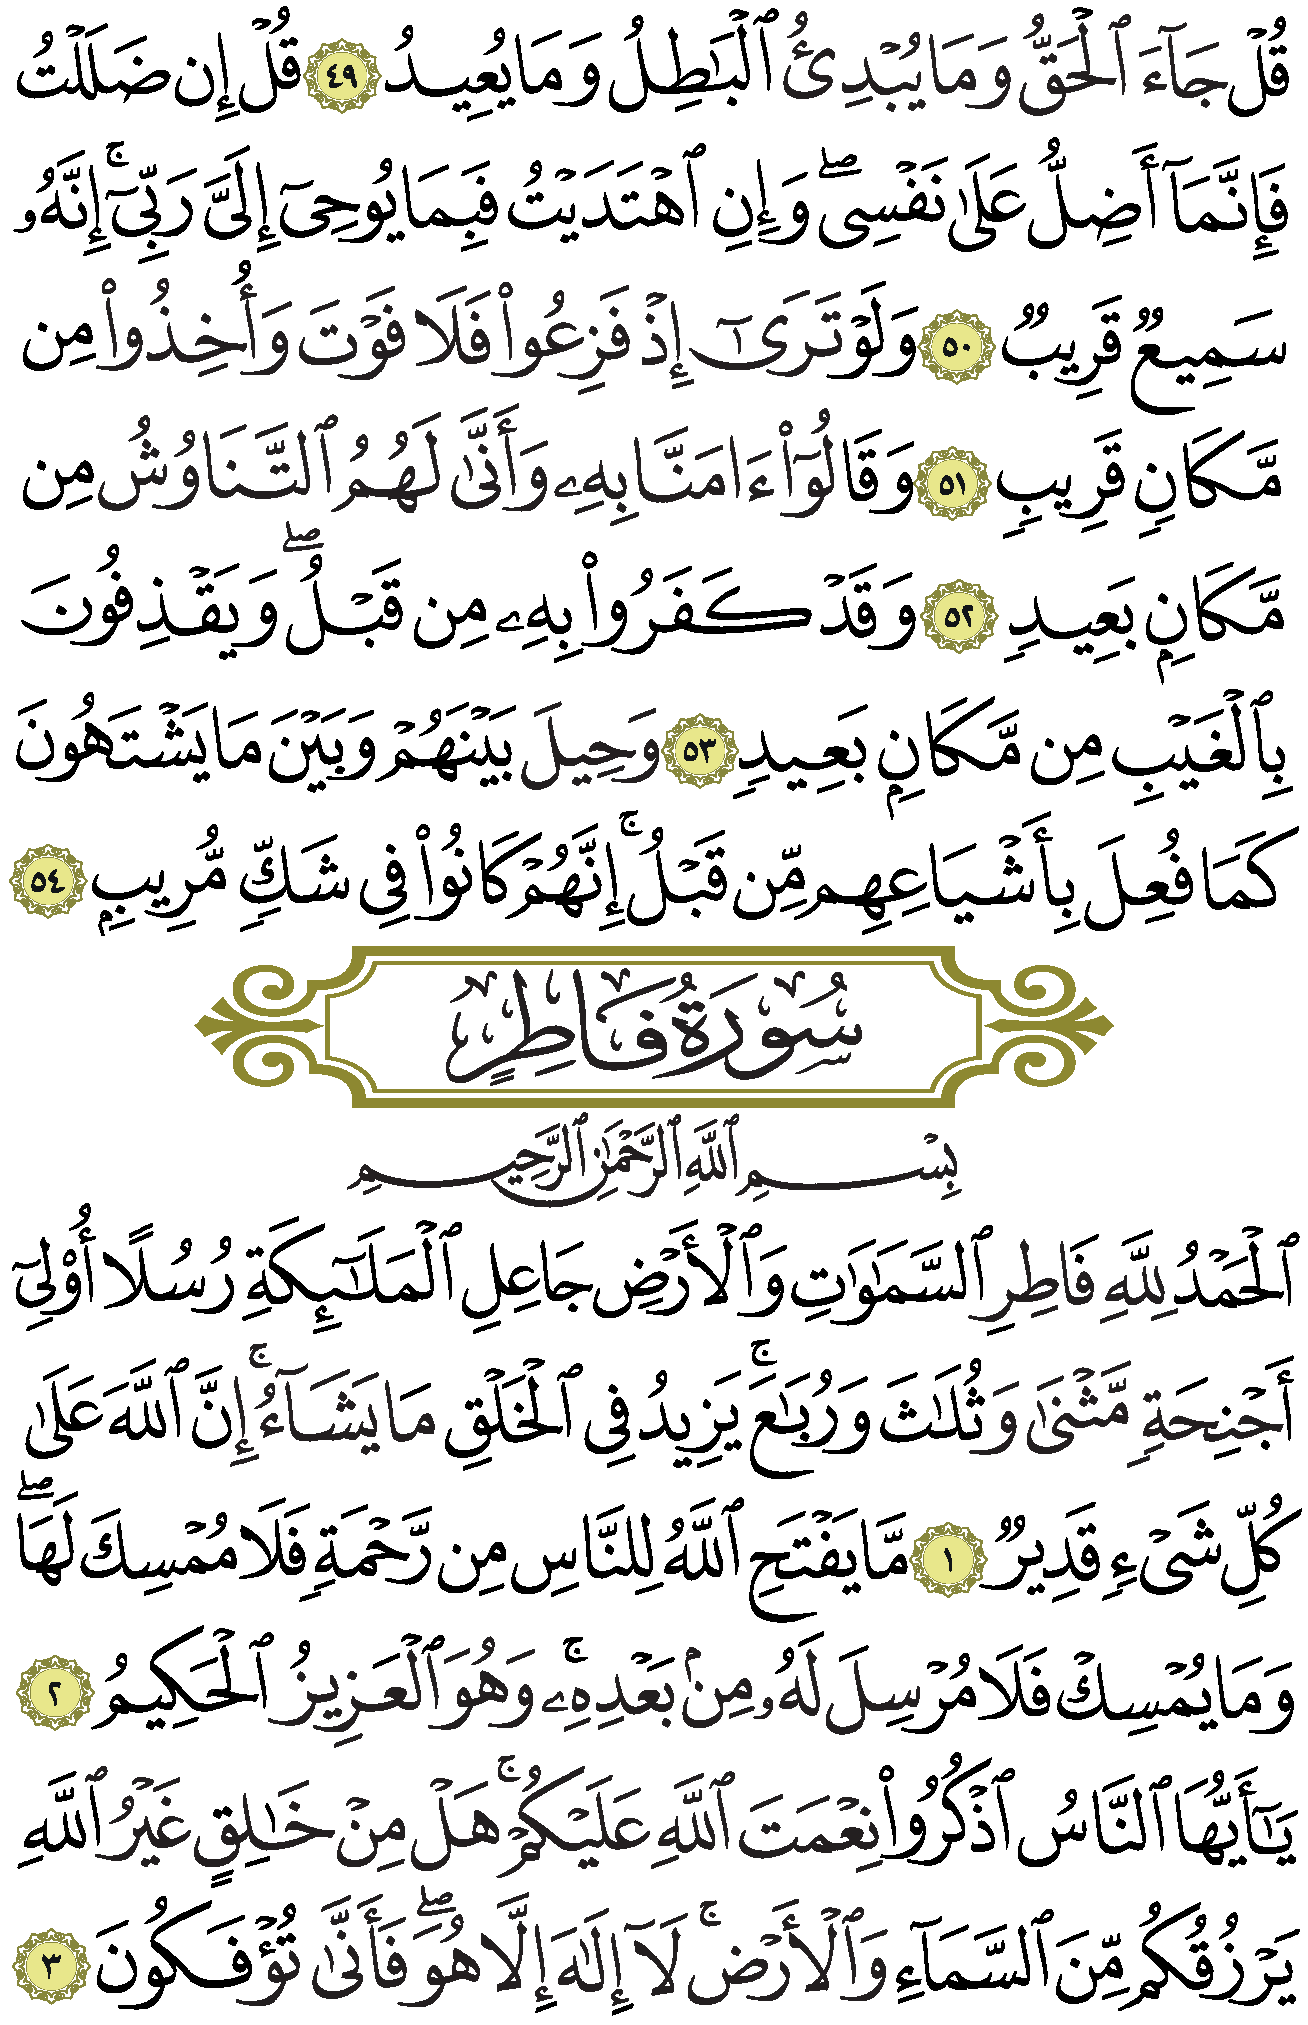 قُلْ جَآءَ ٱلْحَقُّ وَمَا يُبْدِئُ ٱلْبَٰطِلُ وَمَا يُعِيدُ ٤٩ قُلْ إِن ضَلَلْتُ
فَإِنَّمَآ أَضِلُّ عَلَىٰ نَفْسِى ۖ وَإِنِ ٱهْتَدَيْتُ فَبِمَا يُوحِىٓ إِلَىَّ رَبِّىٓ ۚ إِنَّهُۥ
سَمِيعٌ قَرِيبٌ ٥٠ وَلَوْ تَرَىٰٓ إِذْ فَزِعُوا۟ فَلَا فَوْتَ وَأُخِذُوا۟ مِن
مَّكَانٍ قَرِيبٍ ٥١ وَقَالُوٓا۟ ءَامَنَّا بِهِۦ وَأَنَّىٰ لَهُمُ ٱلتَّنَاوُشُ مِن
مَّكَانٍۭ بَعِيدٍ ٥٢ وَقَدْ كَفَرُوا۟ بِهِۦ مِن قَبْلُ ۖ وَيَقْذِفُونَ
بِٱلْغَيْبِ مِن مَّكَانٍۭ بَعِيدٍ ٥٣ وَحِيلَ بَيْنَهُمْ وَبَيْنَ مَا يَشْتَهُونَ
كَمَا فُعِلَ بِأَشْيَاعِهِم مِّن قَبْلُ ۚ إِنَّهُمْ كَانُوا۟ فِى شَكٍّ مُّرِيبٍۭ ٥٤
سُورَةُ فَاطِرٍ
بِسْمِ ٱللَّهِ ٱلرَّحْمَٰنِ ٱلرَّحِيمِ
ٱلْحَمْدُ لِلَّهِ فَاطِرِ ٱلسَّمَٰوَٰتِ وَٱلْأَرْضِ جَاعِلِ ٱلْمَلَٰٓئِكَةِ رُسُلًا أُو۟لِىٓ
أَجْنِحَةٍ مَّثْنَىٰ وَثُلَٰثَ وَرُبَٰعَ ۚ يَزِيدُ فِى ٱلْخَلْقِ مَا يَشَآءُ ۚ إِنَّ ٱللَّهَ عَلَىٰ
كُلِّ شَىْءٍ قَدِيرٌ ١ مَّا يَفْتَحِ ٱللَّهُ لِلنَّاسِ مِن رَّحْمَةٍ فَلَا مُمْسِكَ لَهَا ۖ
وَمَا يُمْسِكْ فَلَا مُرْسِلَ لَهُۥ مِنۢ بَعْدِهِۦ ۚ وَهُوَ ٱلْعَزِيزُ ٱلْحَكِيمُ ٢
يَٰٓأَيُّهَا ٱلنَّاسُ ٱذْكُرُوا۟ نِعْمَتَ ٱللَّهِ عَلَيْكُمْ ۚ هَلْ مِنْ خَٰلِقٍ غَيْرُ ٱللَّهِ
يَرْزُقُكُم مِّنَ ٱلسَّمَآءِ وَٱلْأَرْضِ ۚ لَآ إِلَٰهَ إِلَّا هُوَ ۖ فَأَنَّىٰ تُؤْفَكُونَ ٣